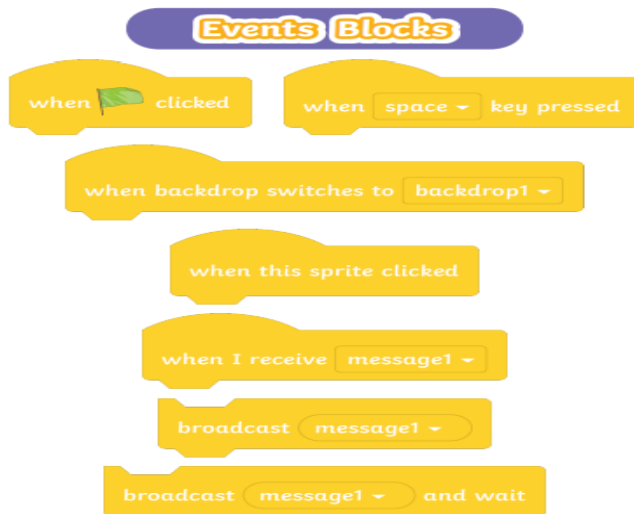 Events Blocks
when clicked
when space key pressed
when backdrop switches to backdrop1
when this sprite clicked
when I receive message1
broadcast message1
broadcast message1 and wait